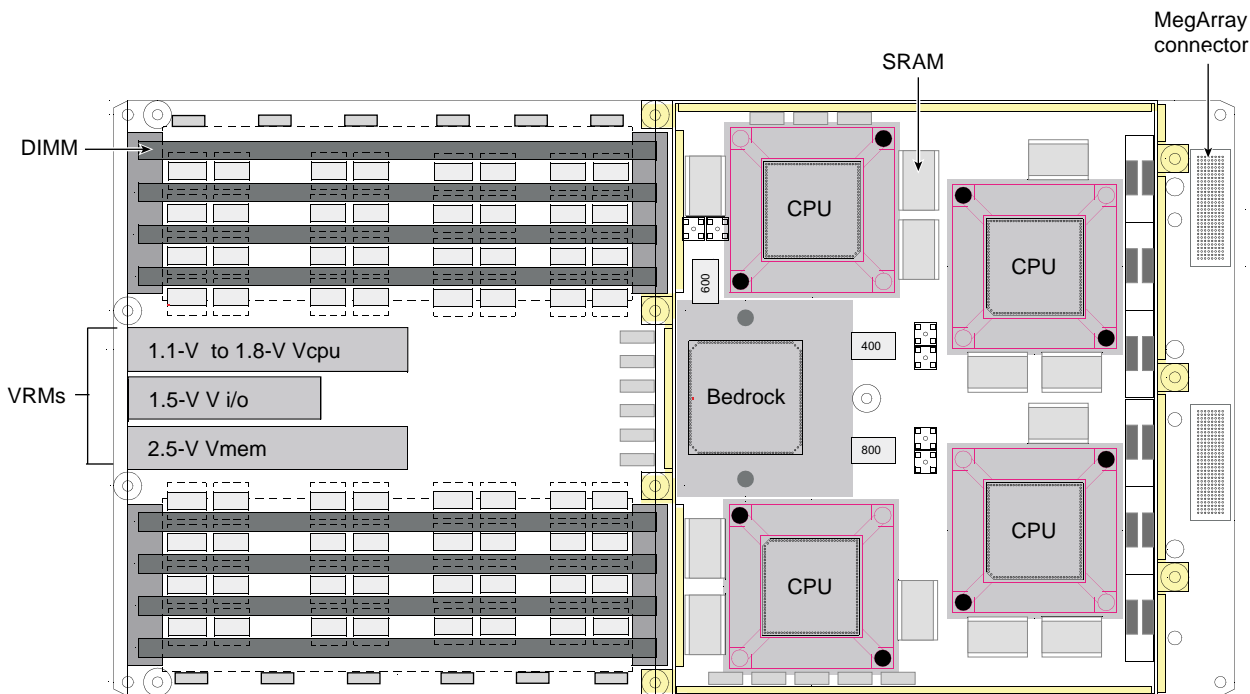 MegArray
connector
SRAM
DIMM
CPU
CPU
600
1.1-V to 1.8-V Vcpu
400
VRMs
1.5-V V i/o
Bedrock
2.5-V Vmem
800
CPU
CPU